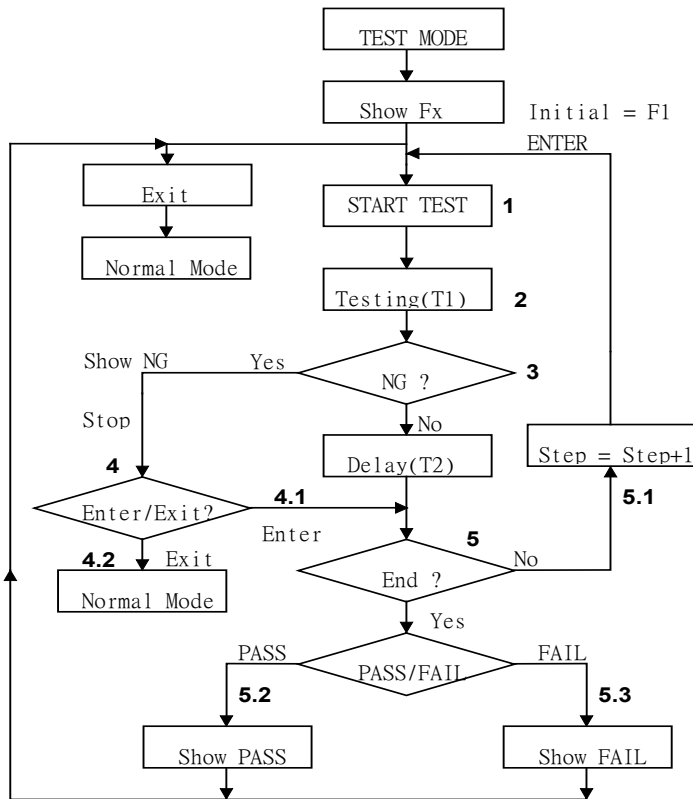 TEST MODE
Show Fx
Initial = F1
ENTER
Exit
START TEST
1
Normal Mode
Testing(T1)
2
Show NG
Yes
3
NG ?
Stop
No
Step = Step+1
Delay(T2)
4
4.1
5.1
Enter/Exit?
Enter
5
4.2
Exit
No
End ?
Normal Mode
Yes
PASS
FAIL
PASS/FAIL
5.2
5.3
Show PASS
Show FAIL